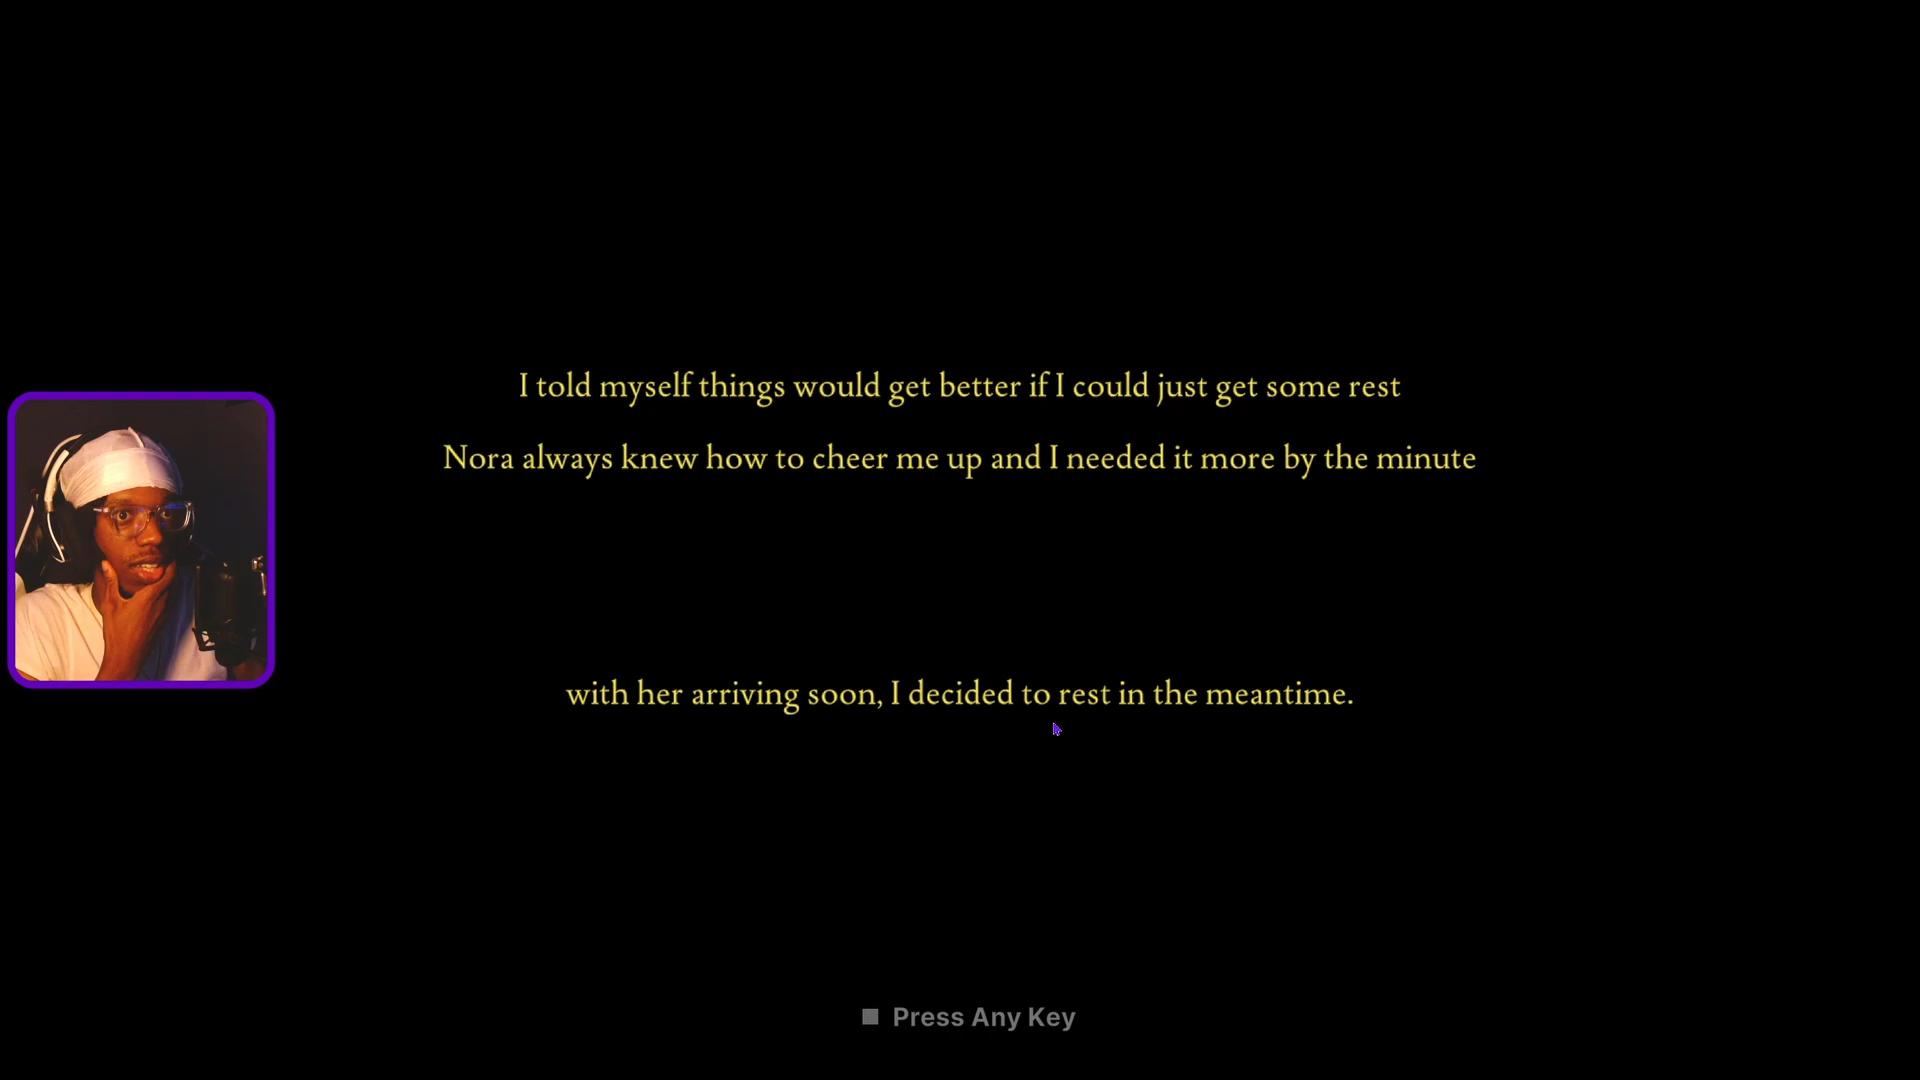 I told myself things would get better if I could just get some rest
Nora always knew how to cheer me up and I needed it more by the minute
with her arriving soon, I decided to rest in the meantime.
Press Any Key